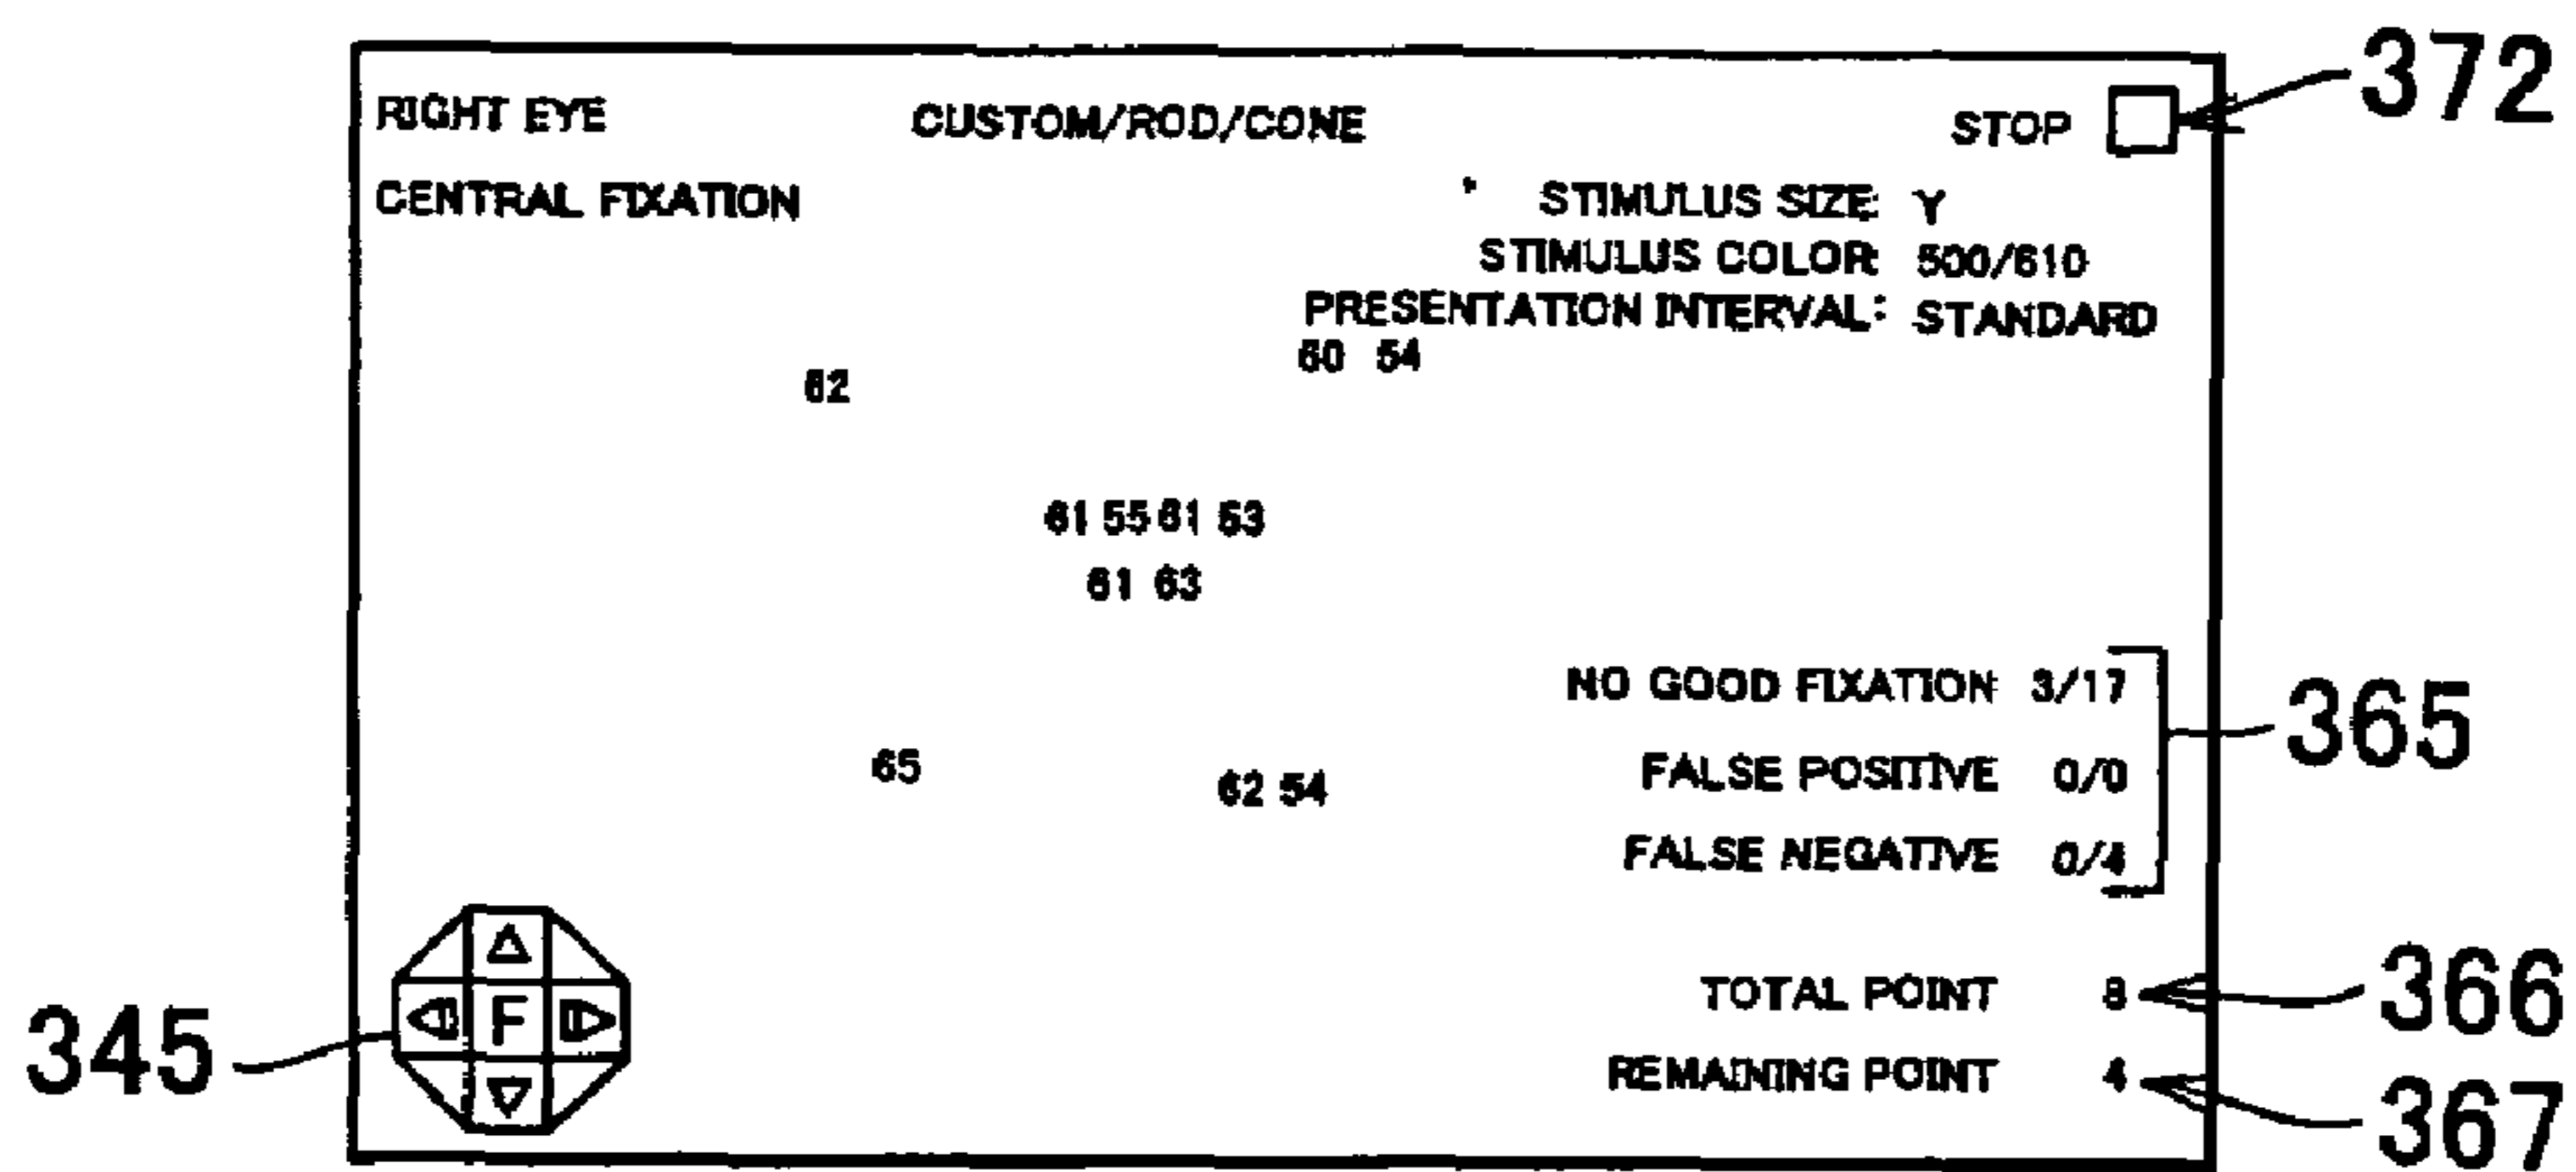 RIGHT EYE CUSTOM/ROD/CONE STOP 372
CENTRAL FIXATION STIMULUS SIZE: Y
STIMULUS COLOR: 500/610
PRESENTATION INTERVAL: STANDARD
60 54
62
61 55 61 53
61 63
NO GOOD FIXATION 3/17
365
65 FALSE POSITIVE 0/0
62 54
FALSE NEGATIVE 0/4
TOTAL POINT 8 366
345 F
REMAINING POINT 4 367